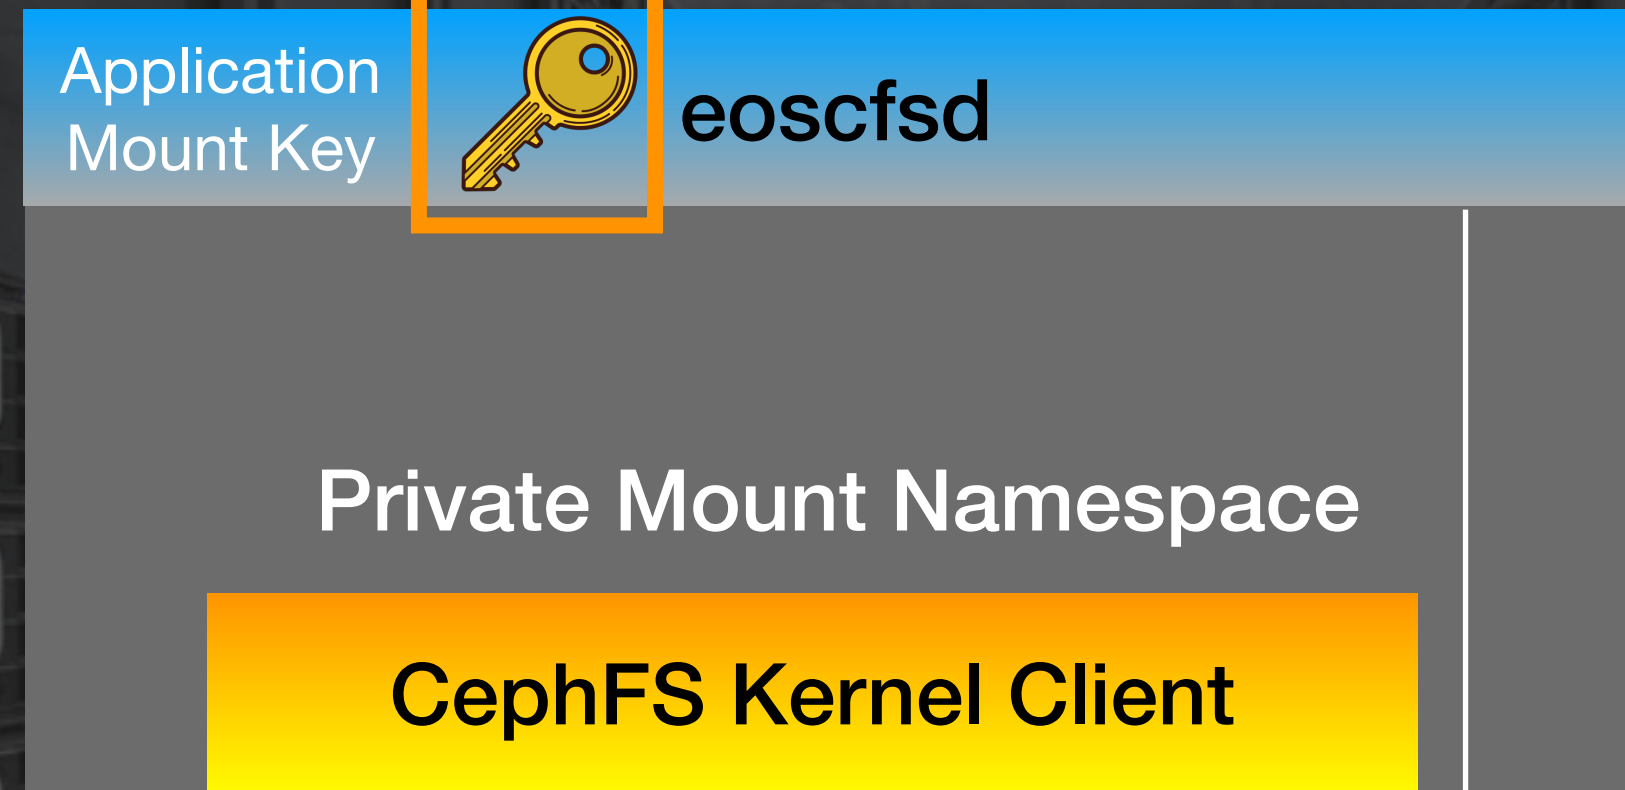 Application
Mount Key
eoscfsd
Private Mount Namespace
CephFS Kernel Client